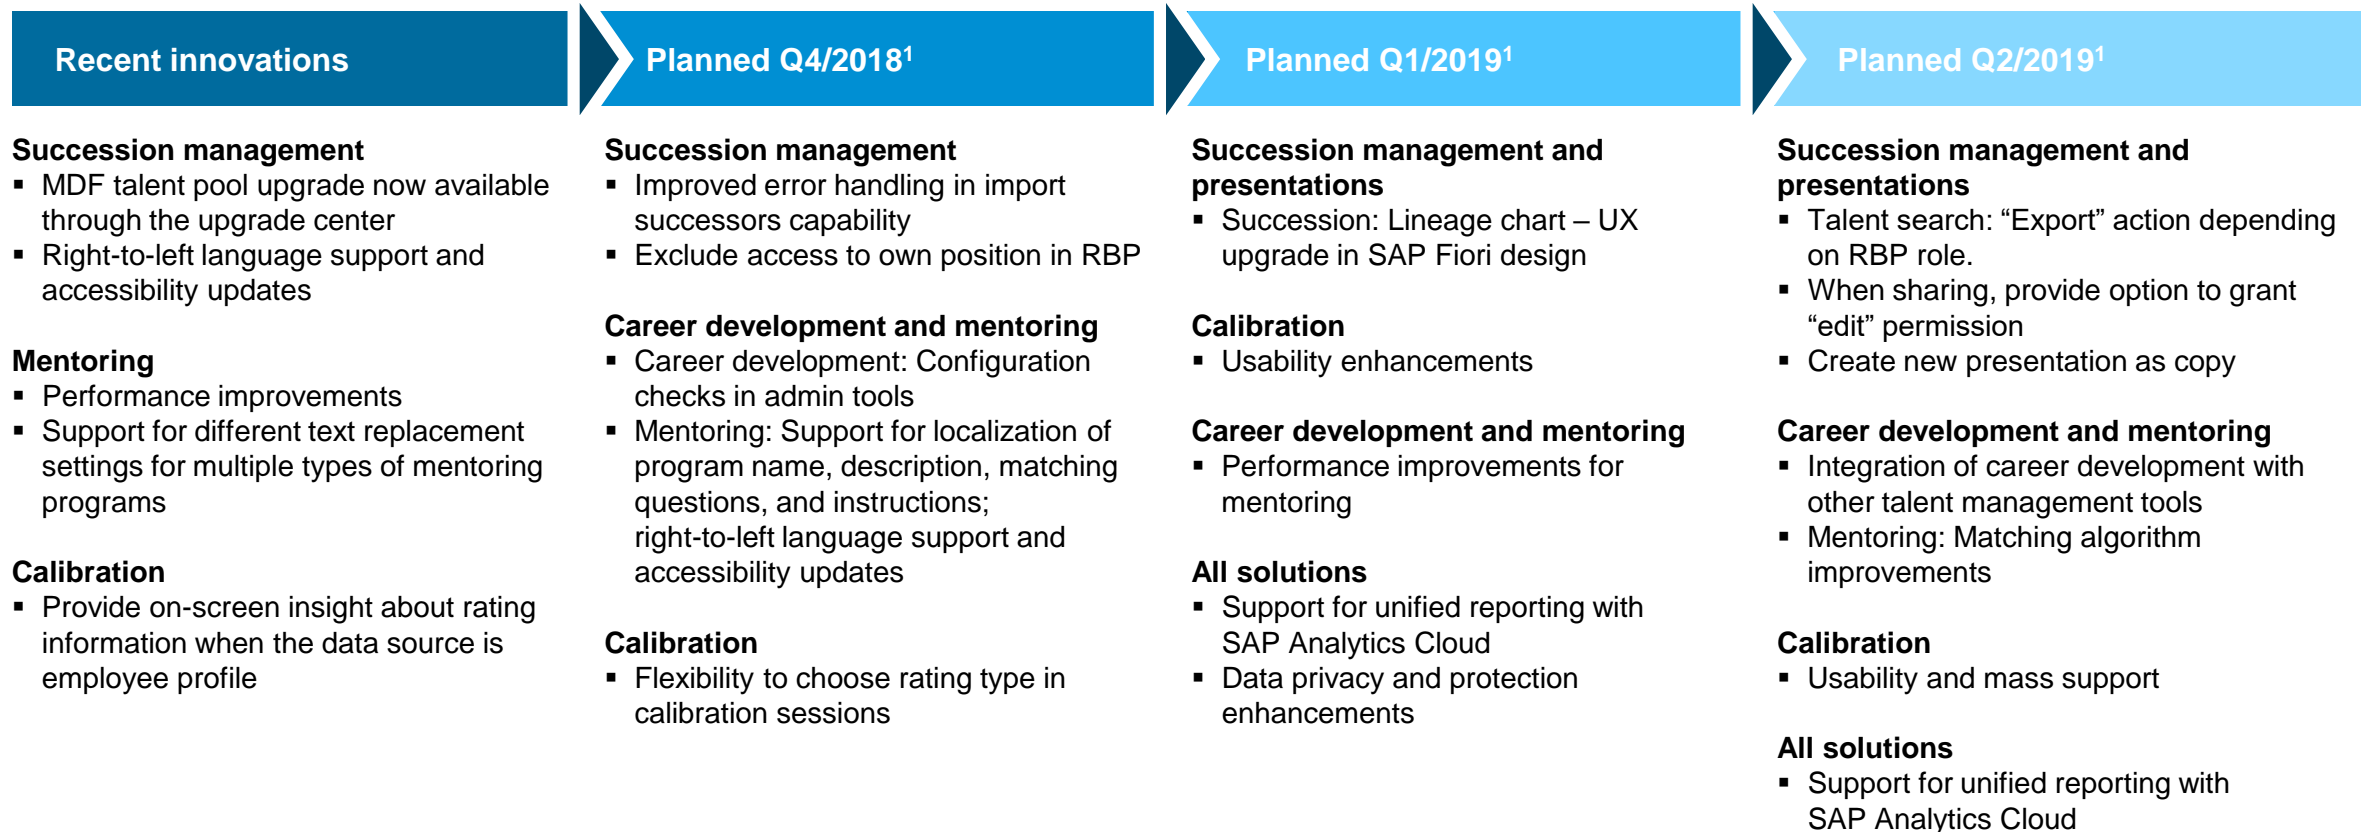 Recent innovations
Planned Q4/2018¹
Planned Q1/2019¹
Planned Q2/2019¹
Succession management
▪ MDF talent pool upgrade now available
through the upgrade center
▪ Right-to-left language support and
accessibility updates
Mentoring
▪ Performance improvements
▪ Support for different text replacement
settings for multiple types of mentoring
programs
Calibration
▪ Provide on-screen insight about rating
information when the data source is
employee profile
Succession management
▪ Improved error handling in import
successors capability
▪ Exclude access to own position in RBP
Career development and mentoring
▪ Career development: Configuration
checks in admin tools
▪ Mentoring: Support for localization of
program name, description, matching
questions, and instructions;
right-to-left language support and
accessibility updates
Calibration
▪ Flexibility to choose rating type in
calibration sessions
Succession management and
presentations
▪ Succession: Lineage chart – UX
upgrade in SAP Fiori design
Calibration
▪ Usability enhancements
Career development and mentoring
▪ Performance improvements for
mentoring
All solutions
▪ Support for unified reporting with
SAP Analytics Cloud
▪ Data privacy and protection
enhancements
Succession management and
presentations
▪ Talent search: “Export” action depending
on RBP role.
▪ When sharing, provide option to grant
“edit” permission
▪ Create new presentation as copy
Career development and mentoring
▪ Integration of career development with
other talent management tools
▪ Mentoring: Matching algorithm
improvements
Calibration
▪ Usability and mass support
All solutions
▪ Support for unified reporting with
SAP Analytics Cloud